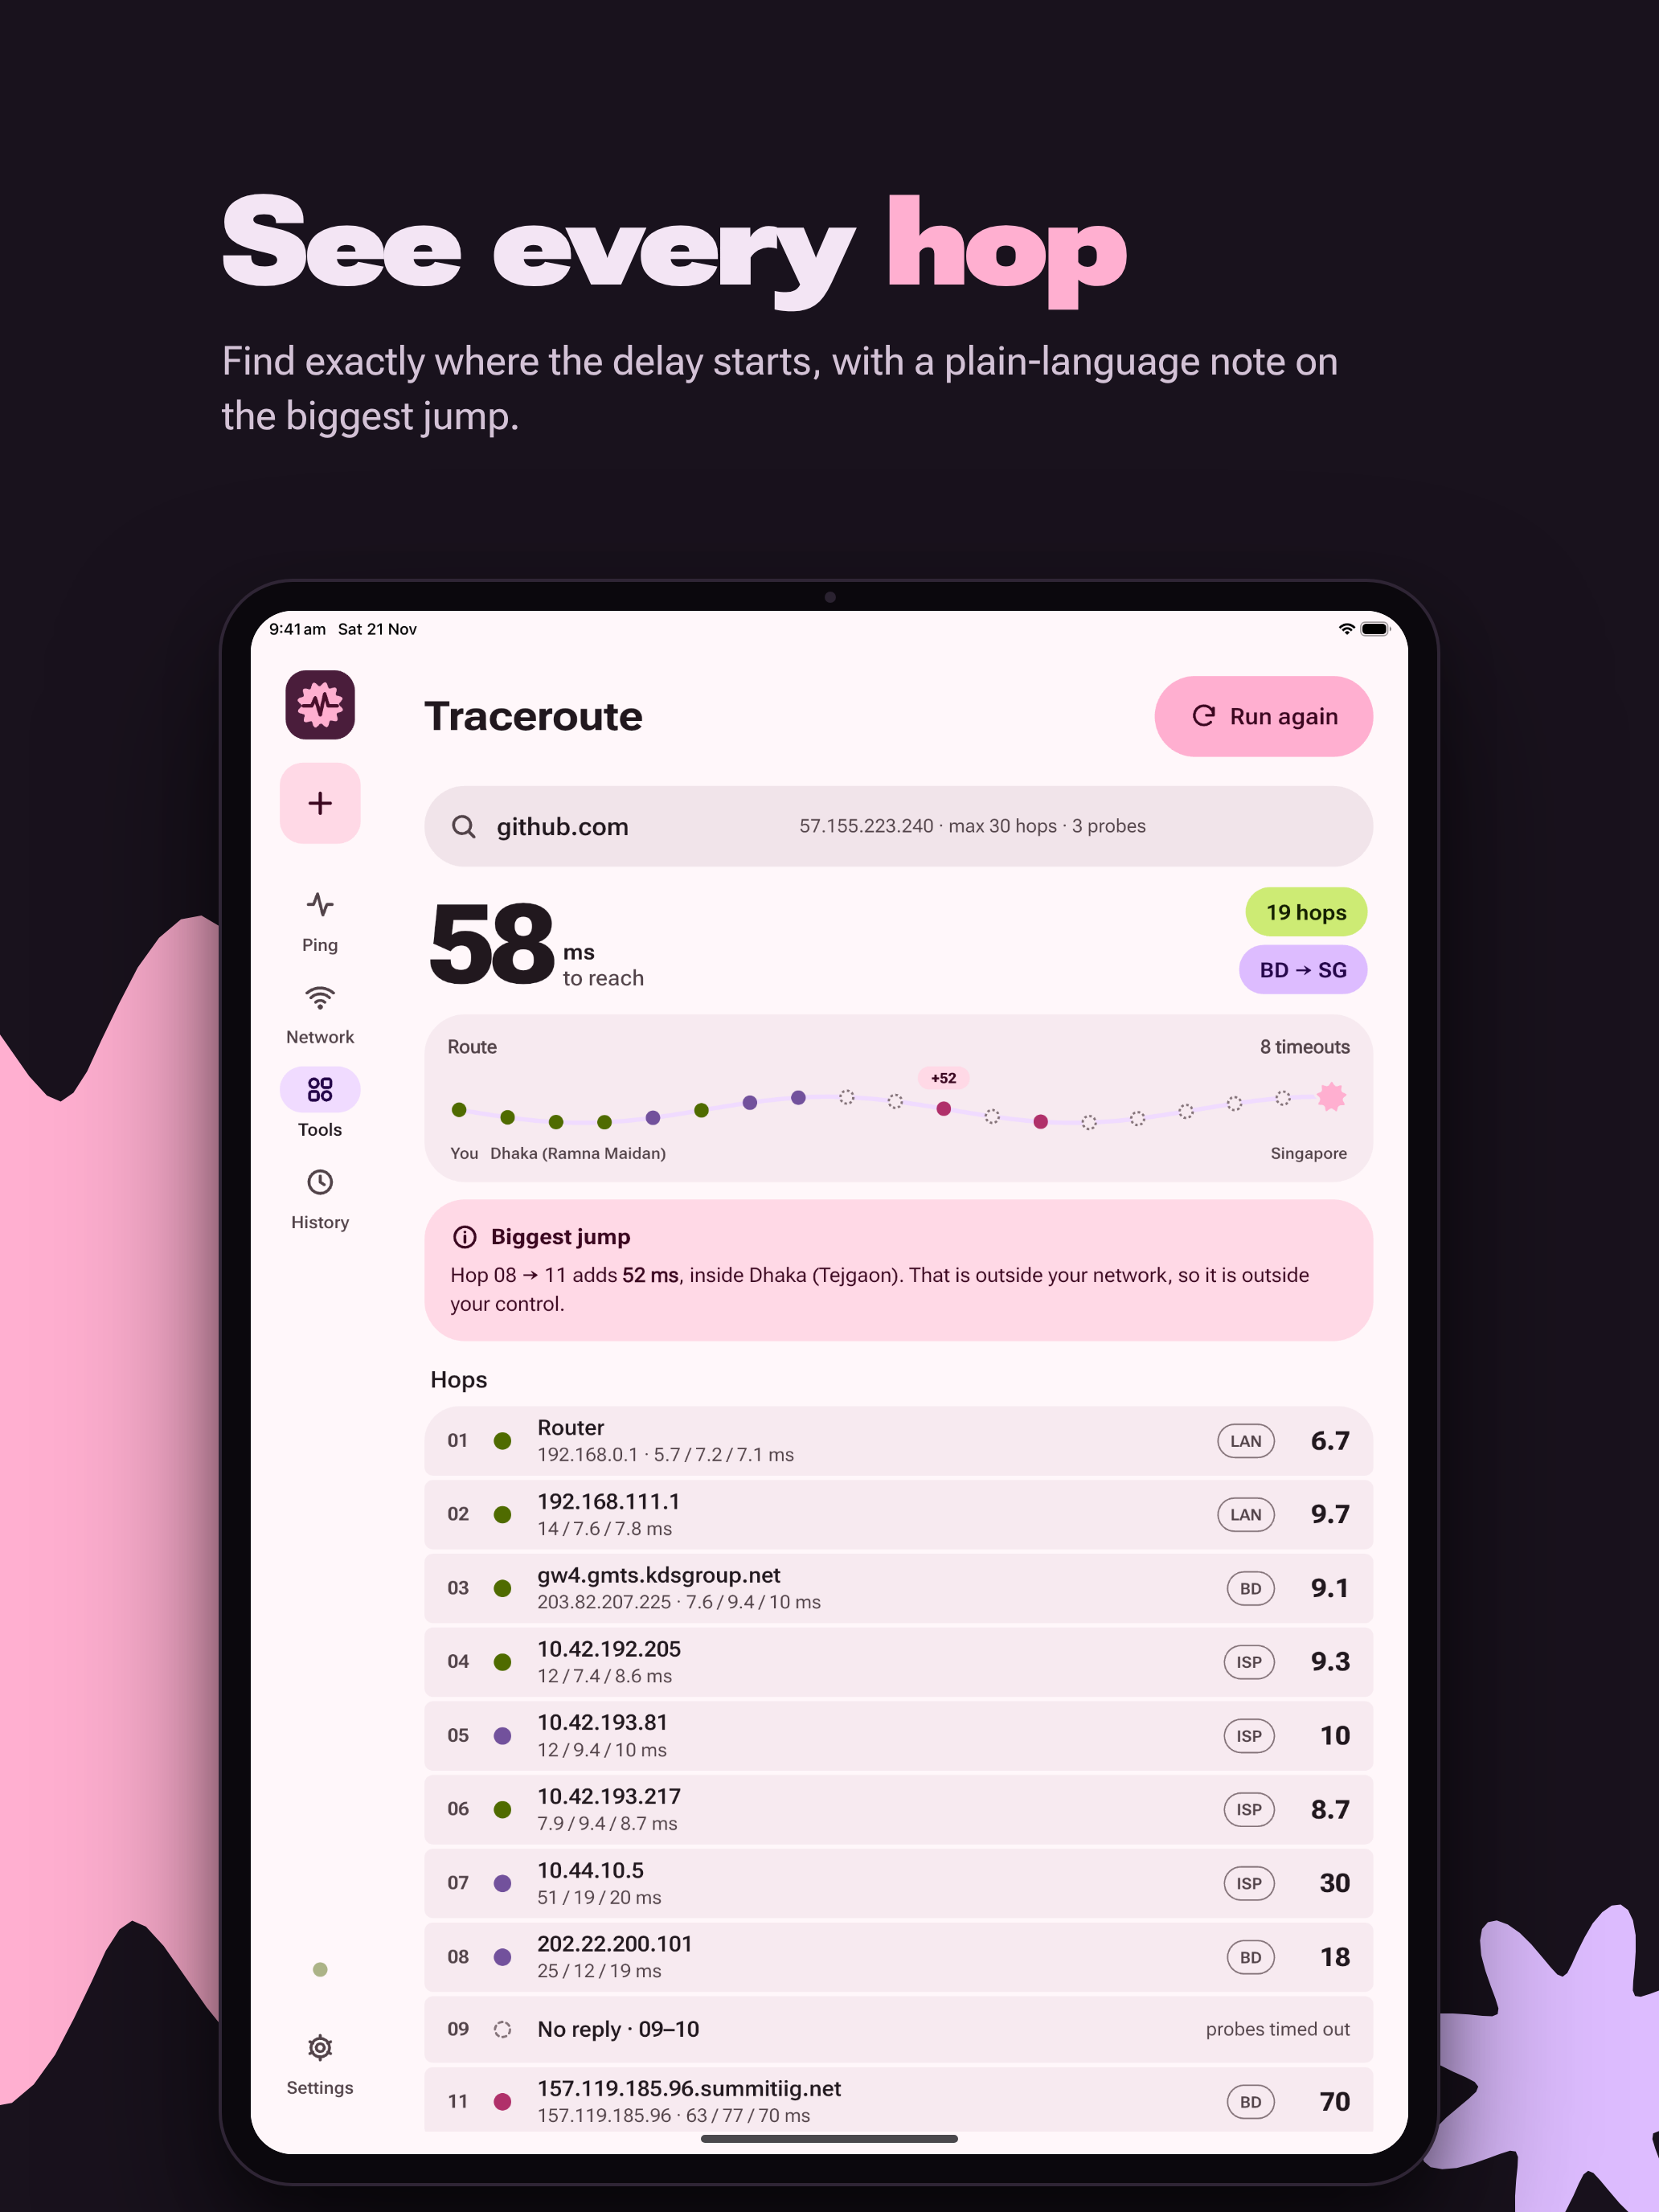 See every hop
Find exactly where the delay starts, with a plain-language note on
the biggest jump.
9:41 am Sat 21 Nov
Traceroute
Run again
github.com
57.155.223.240 · max 30 hops · 3 probes
58 ms
to reach
19 hops
BD → SG
Ping
Network
Tools
History
Settings
Route
8 timeouts
+52
You
Dhaka (Ramna Maidan)
Singapore
Biggest jump
Hop 08 → 11 adds 52 ms, inside Dhaka (Tejgaon). That is outside your network, so it is outside
your control.
Hops
01 Router LAN 6.7
192.168.0.1 · 5.7 / 7.2 / 7.1 ms
02 192.168.111.1 LAN 9.7
14 / 7.6 / 7.8 ms
03 gw4.gmts.kdsgroup.net BD 9.1
203.82.207.225 · 7.6 / 9.4 / 10 ms
04 10.42.192.205 ISP 9.3
12 / 7.4 / 8.6 ms
05 10.42.193.81 ISP 10
12 / 9.4 / 10 ms
06 10.42.193.217 ISP 8.7
7.9 / 9.4 / 8.7 ms
07 10.44.10.5 ISP 30
51 / 19 / 20 ms
08 202.22.200.101 BD 18
25 / 12 / 19 ms
09 No reply · 09–10 probes timed out
11 157.119.185.96.summitiig.net BD 70
157.119.185.96 · 63 / 77 / 70 ms